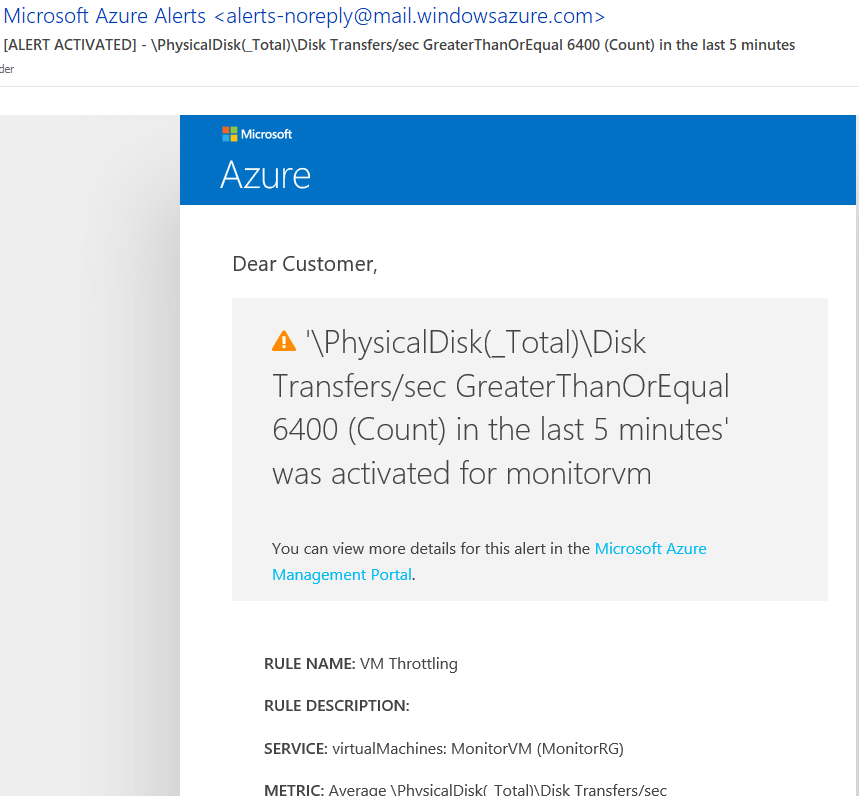 Microsoft Azure Alerts <alerts-noreply@mail.windowsazure.com>
[ALERT ACTIVATED] - \PhysicalDisk(_Total)\Disk Transfers/sec GreaterThanOrEqual 6400 (Count) in the last 5 minutes
der
Microsoft
Azure
Dear Customer,
'\PhysicalDisk(_Total)\Disk
Transfers/sec GreaterThanOrEqual
6400 (Count) in the last 5 minutes'
was activated for monitorvm
You can view more details for this alert in the Microsoft Azure
Management Portal.
RULE NAME: VM Throttling
RULE DESCRIPTION:
SERVICE: virtualMachines: MonitorVM (MonitorRG)
METRIC: Average \PhysicalDisk(_Total)\Disk Transfers/sec